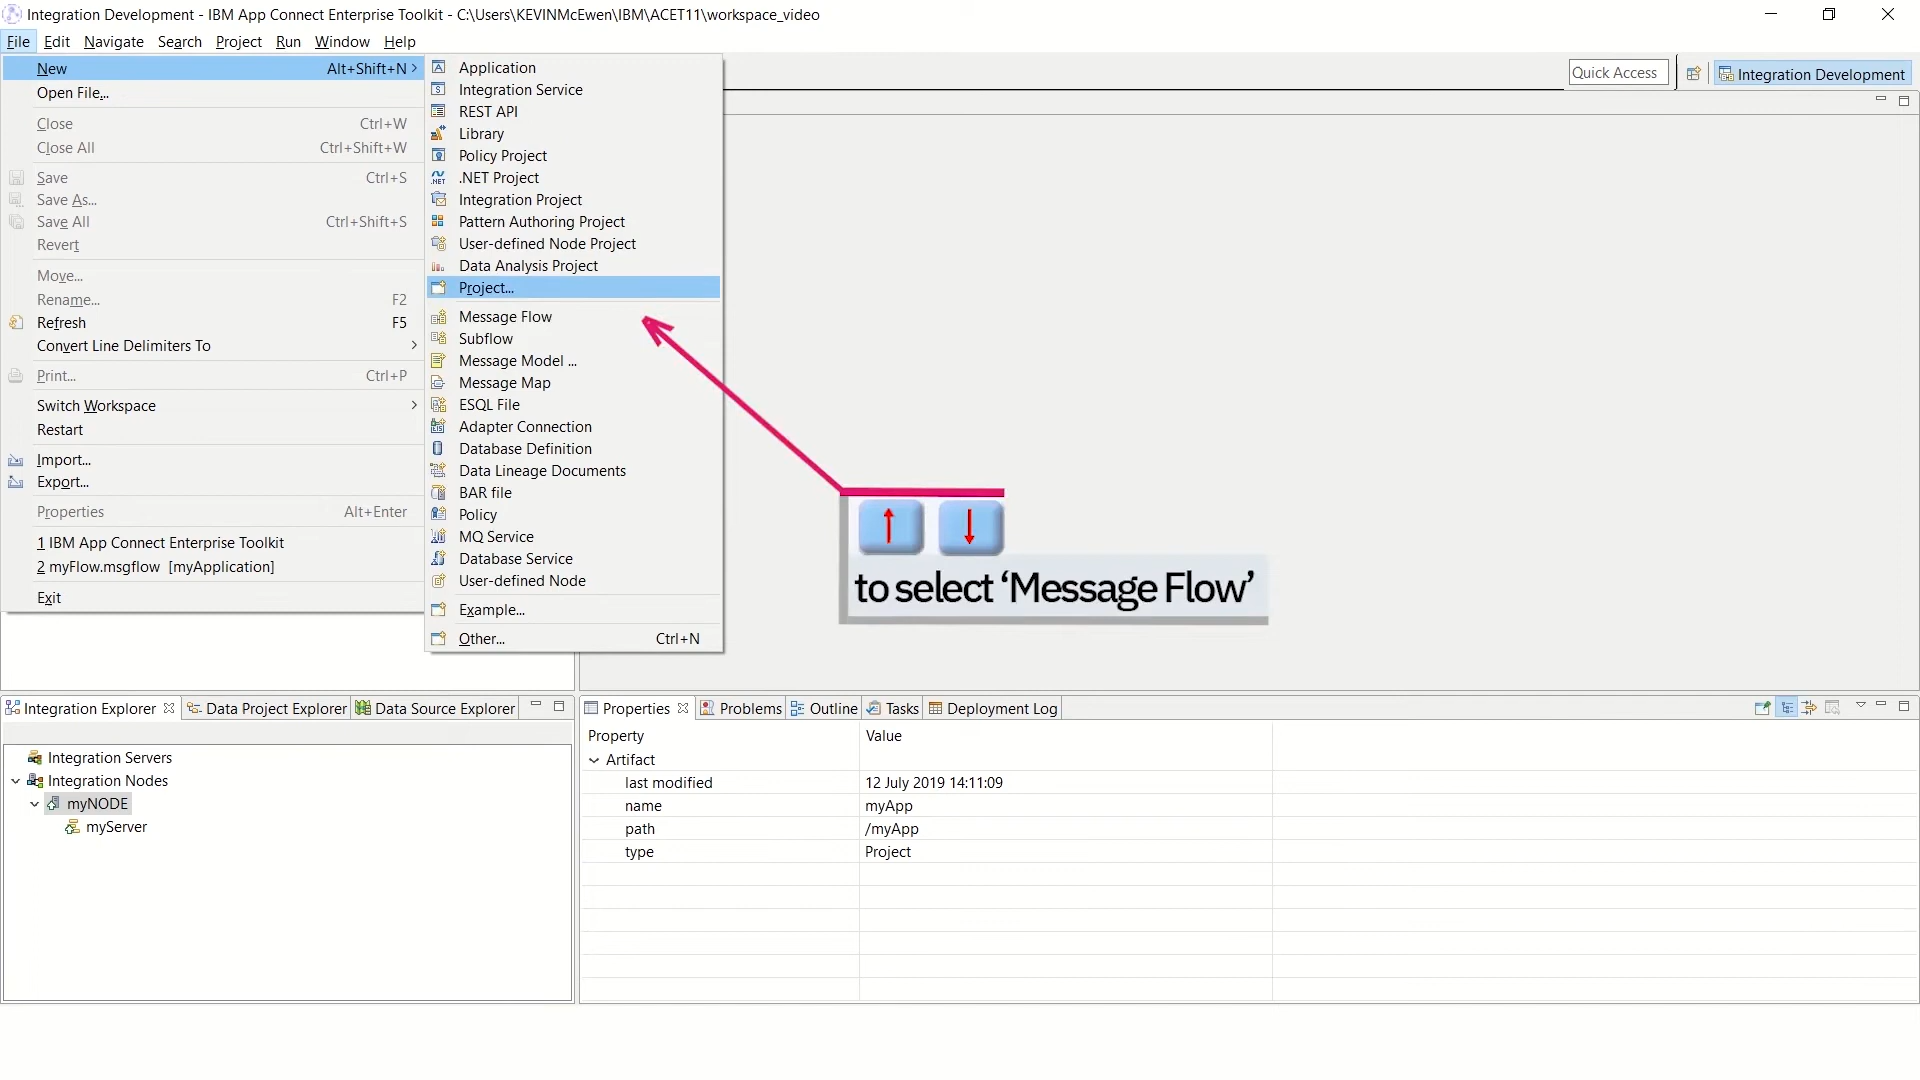 Integration Development - IBM App Connect Enterprise Toolkit - C:\Users\KEVINMcEwen\IBM\ACET11\workspace_video
File Edit Navigate Search Project Run Window Help
Quick Access
Integration Development
New Alt+Shift+N
Open File...
Close Ctrl+W
Close All Ctrl+Shift+W
Save Ctrl+S
Save As...
Save All Ctrl+Shift+S
Revert
Move...
Rename... F2
Refresh F5
Convert Line Delimiters To
Print... Ctrl+P
Switch Workspace
Restart
Import...
Export...
Properties Alt+Enter
1 IBM App Connect Enterprise Toolkit
2 myFlow.msgflow [myApplication]
Exit
Application
Integration Service
REST API
Library
Policy Project
.NET Project
Integration Project
Pattern Authoring Project
User-defined Node Project
Data Analysis Project
Project...
Message Flow
Subflow
Message Model ...
Message Map
ESQL File
Adapter Connection
Database Definition
Data Lineage Documents
BAR file
Policy
MQ Service
Database Service
User-defined Node
Example...
Other... Ctrl+N
to select ‘Message Flow’
Integration Explorer Data Project Explorer Data Source Explorer
Integration Servers
Integration Nodes
myNODE
myServer
Properties Problems Outline Tasks Deployment Log
Property Value
Artifact
last modified 12 July 2019 14:11:09
name myApp
path /myApp
type Project